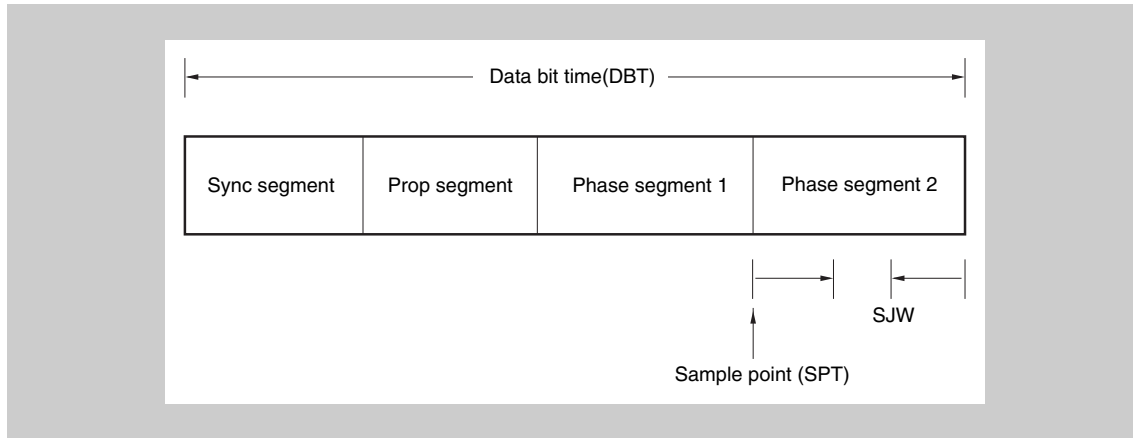 Data bit time(DBT)
Sync segment
Prop segment
Phase segment 1
Phase segment 2
SJW
Sample point (SPT)